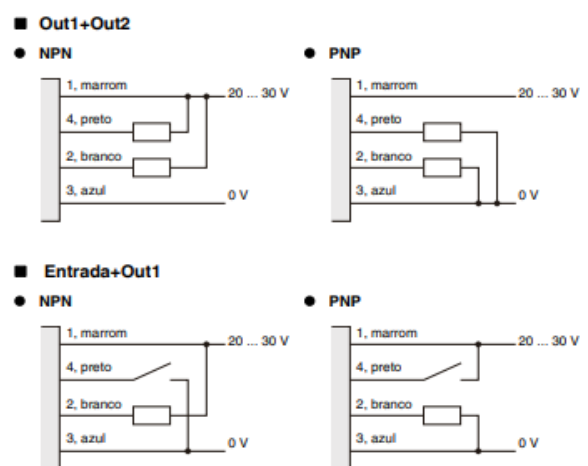 ■ Out1+Out2
● NPN
1, marrom
20 ... 30 V
4, preto
2, branco
3, azul
0 V
● PNP
1, marrom
20 ... 30 V
4, preto
2, branco
3, azul
0 V
■ Entrada+Out1
● NPN
1, marrom
20 ... 30 V
4, preto
2, branco
3, azul
0 V
● PNP
1, marrom
20 ... 30 V
4, preto
2, branco
3, azul
0 V